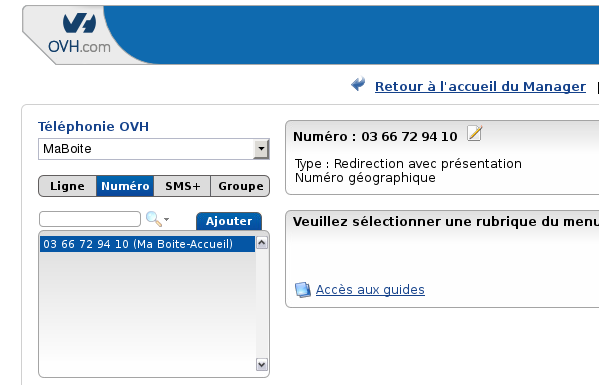 OVH.com
Retour à l'accueil du Manager |
Téléphonie OVH
MaBoite
Ligne Numéro SMS+ Groupe
Ajouter
03 66 72 94 10 (Ma Boite-Accueil)
Numéro : 03 66 72 94 10
Type : Redirection avec présentation
Numéro géographique
Veuillez sélectionner une rubrique du menu
Accès aux guides